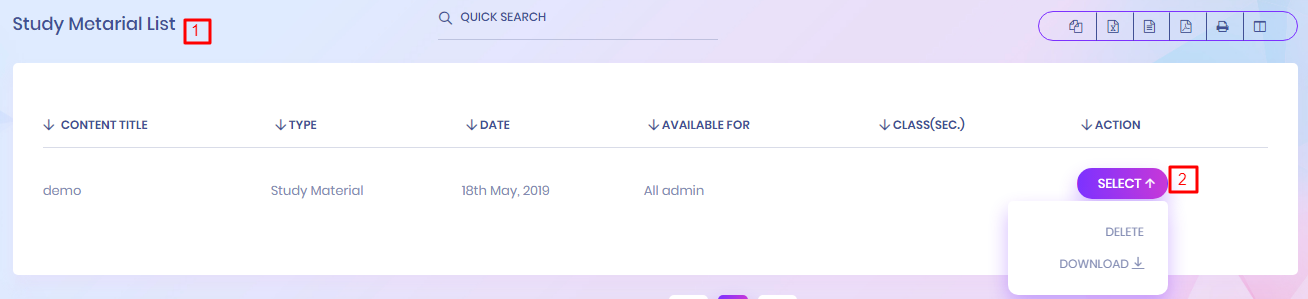 Study Metarial List 1
QUICK SEARCH
CONTENT TITLE TYPE DATE AVAILABLE FOR CLASS(SEC.) ACTION
demo Study Material 18th May, 2019 All admin SELECT 2
DELETE
DOWNLOAD